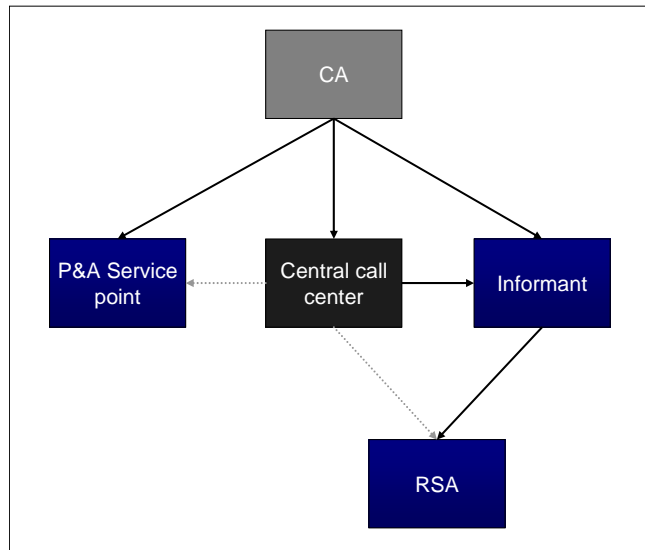 CA
P&A Service
point
Central call
center
Informant
RSA